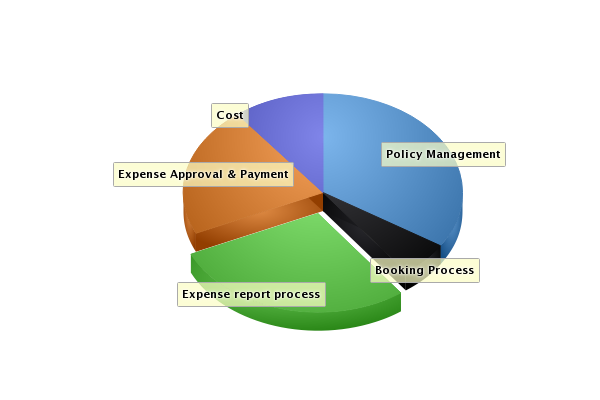 Cost
Policy Management
Expense Approval & Payment
Booking Process
Expense report process